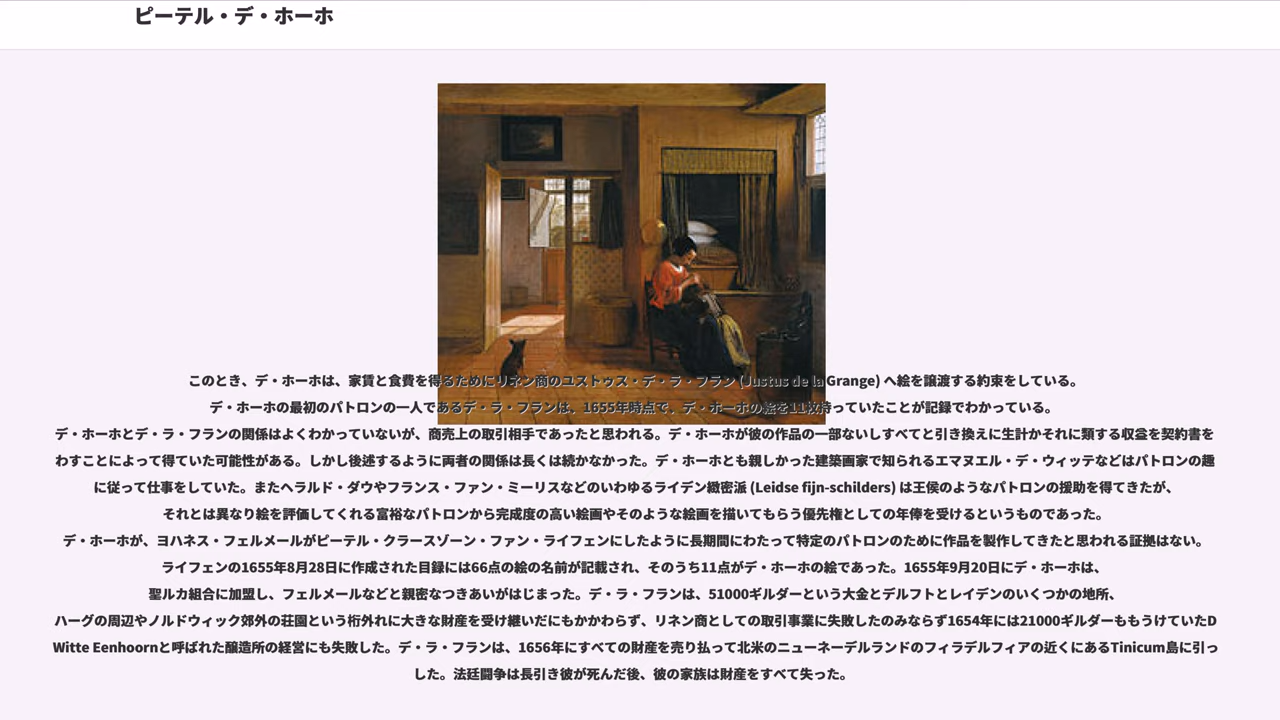 ピーテル・デ・ホーホ
このとき、デ・ホーホは、家賃と食費を得るためにリネン商のユストゥス・デ・ラ・フラン (Justus de la Grange) へ絵を譲渡する約束をしている。
デ・ホーホの最初のパトロンの一人であるデ・ラ・フランは、1655年時点で、デ・ホーホの絵を11枚持っていたことが記録でわかっている。
デ・ホーホとデ・ラ・フランの関係はよくわかっていないが、商売上の取引相手であったと思われる。デ・ホーホが彼の作品の一部ないしすべてと引き換えに生計かそれに類する収益を契約書を
わすことによって得ていた可能性がある。しかし後述するように両者の関係は長くは続かなかった。デ・ホーホとも親しかった建築画家で知られるエマヌエル・デ・ウィッテなどはパトロンの趣
に従って仕事をしていた。またヘラルド・ダウやフランス・ファン・ミーリスなどのいわゆるライデン緻密派 (Leidse fijn-schilders) は王侯のようなパトロンの援助を得てきたが、
それとは異なり絵を評価してくれる富裕なパトロンから完成度の高い絵画やそのような絵画を描いてもらう優先権としての年俸を受けるというものであった。
デ・ホーホが、ヨハネス・フェルメールがピーテル・クラースゾーン・ファン・ライフェンにしたように長期間にわたって特定のパトロンのために作品を製作してきたと思われる証拠はない。
ライフェンの1655年8月28日に作成された目録には66点の絵の名前が記載され、そのうち11点がデ・ホーホの絵であった。1655年9月20日にデ・ホーホは、
聖ルカ組合に加盟し、フェルメールなどと親密なつきあいがはじまった。デ・ラ・フランは、51000ギルダーという大金とデルフトとレイデンのいくつかの地所、
ハーグの周辺やノルドウィック郊外の荘園という桁外れに大きな財産を受け継いだにもかかわらず、リネン商としての取引事業に失敗したのみならず1654年には21000ギルダーももうけていたD
Witte Eenhoornと呼ばれた醸造所の経営にも失敗した。デ・ラ・フランは、1656年にすべての財産を売り払って北米のニューネーデルランドのフィラデルフィアの近くにあるTinicum島に引っ
した。法廷闘争は長引き彼が死んだ後、彼の家族は財産をすべて失った。